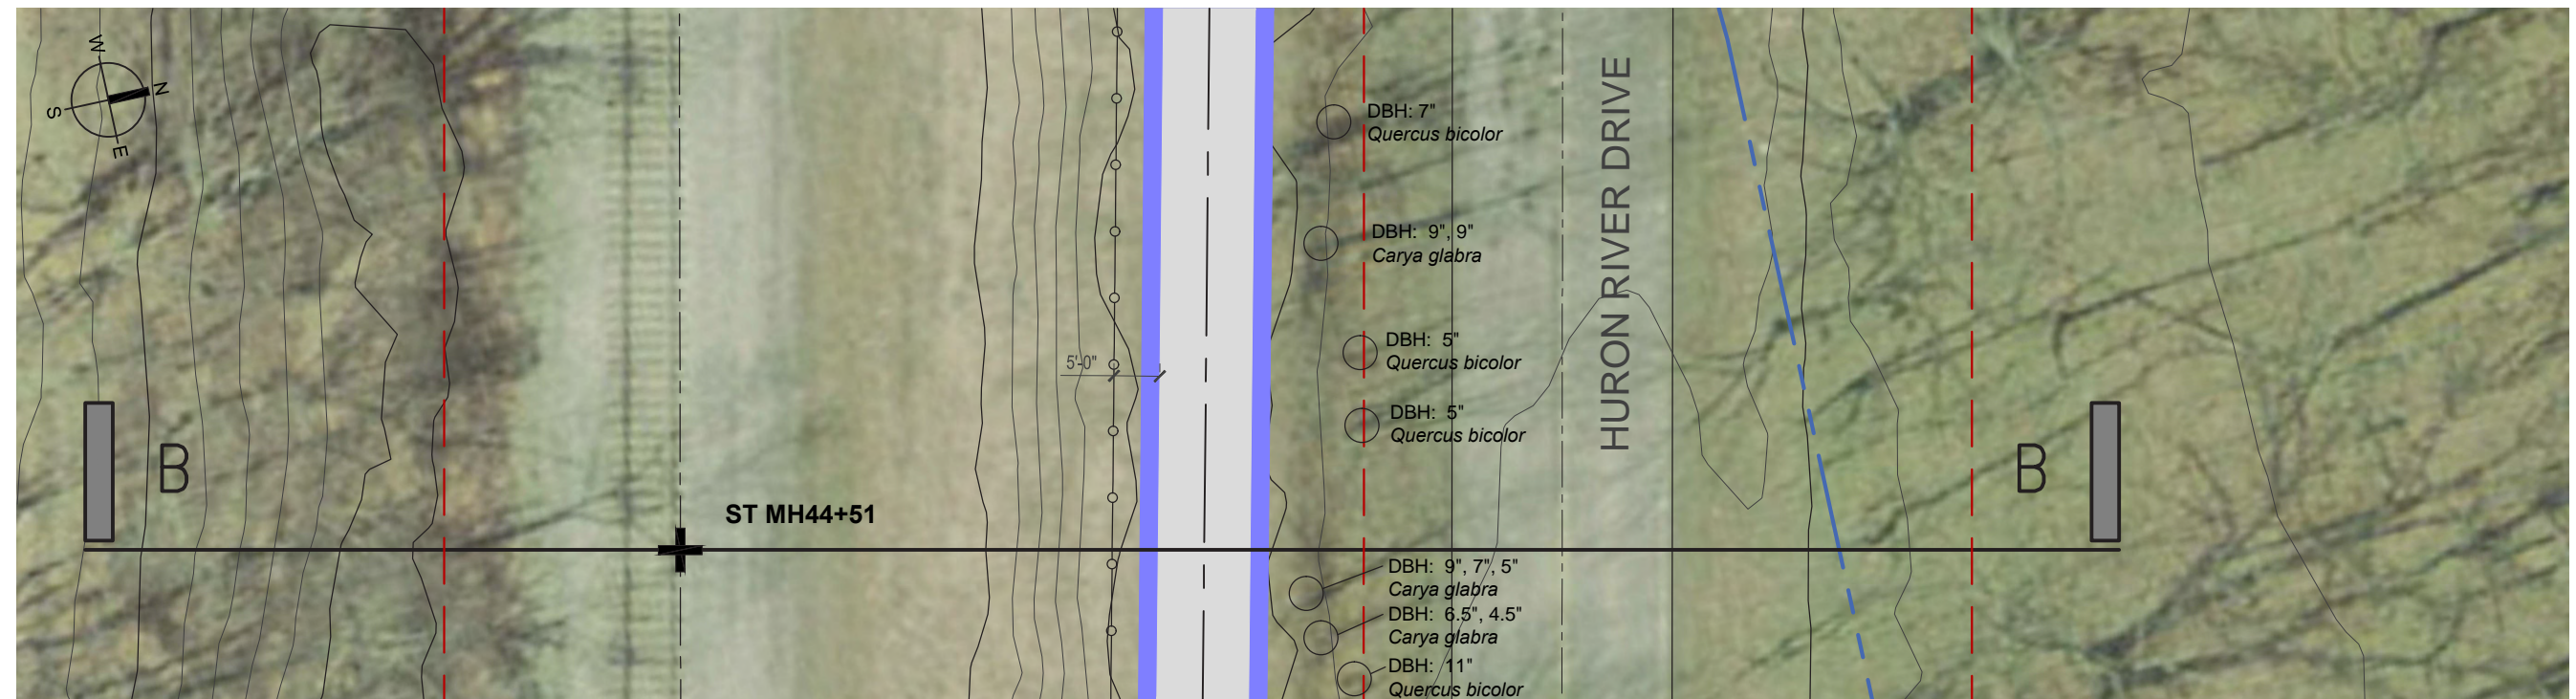 W
N
S
E
DBH: 7"
Quercus bicolor
DBH: 9", 9"
Carya glabra
HURON RIVER DRIVE
DBH: 5"
Quercus bicolor
5'-0"
DBH: 5"
Quercus bicolor
B
B
ST MH44+51
DBH: 9", 7", 5"
Carya glabra
DBH: 6.5", 4.5"
Carya glabra
DBH: 11"
Quercus bicolor